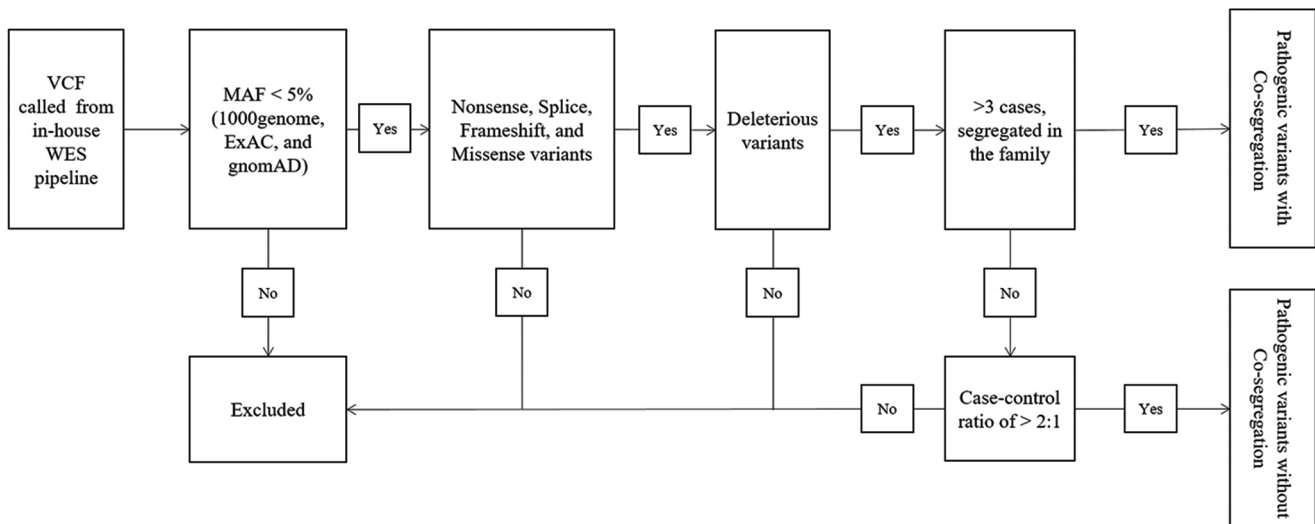 VCF
called from
in-house
WES
pipeline
MAF < 5%
(1000genome,
ExAC, and
gnomAD)
Yes
Nonsense, Splice,
Frameshift, and
Missense variants
Yes
Deleterious
variants
Yes
>3 cases,
segregated in
the family
Yes
Pathogenic variants with
Co-segregation
No
No
No
No
Excluded
No
Case-control
ratio of > 2:1
Yes
Pathogenic variants without
Co-segregation